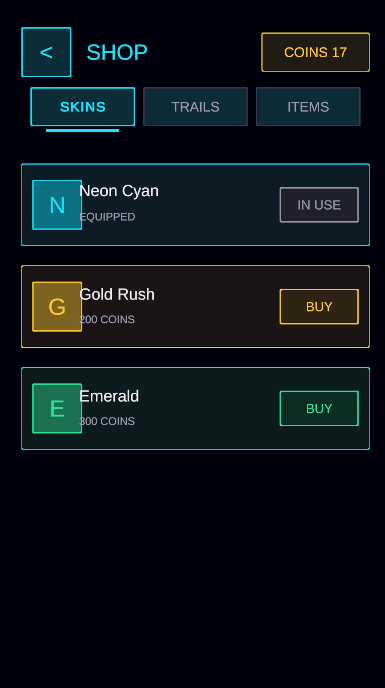 <
SHOP
COINS 17
SKINS
TRAILS
ITEMS
N
Neon Cyan
EQUIPPED
IN USE
G
Gold Rush
200 COINS
BUY
E
Emerald
300 COINS
BUY